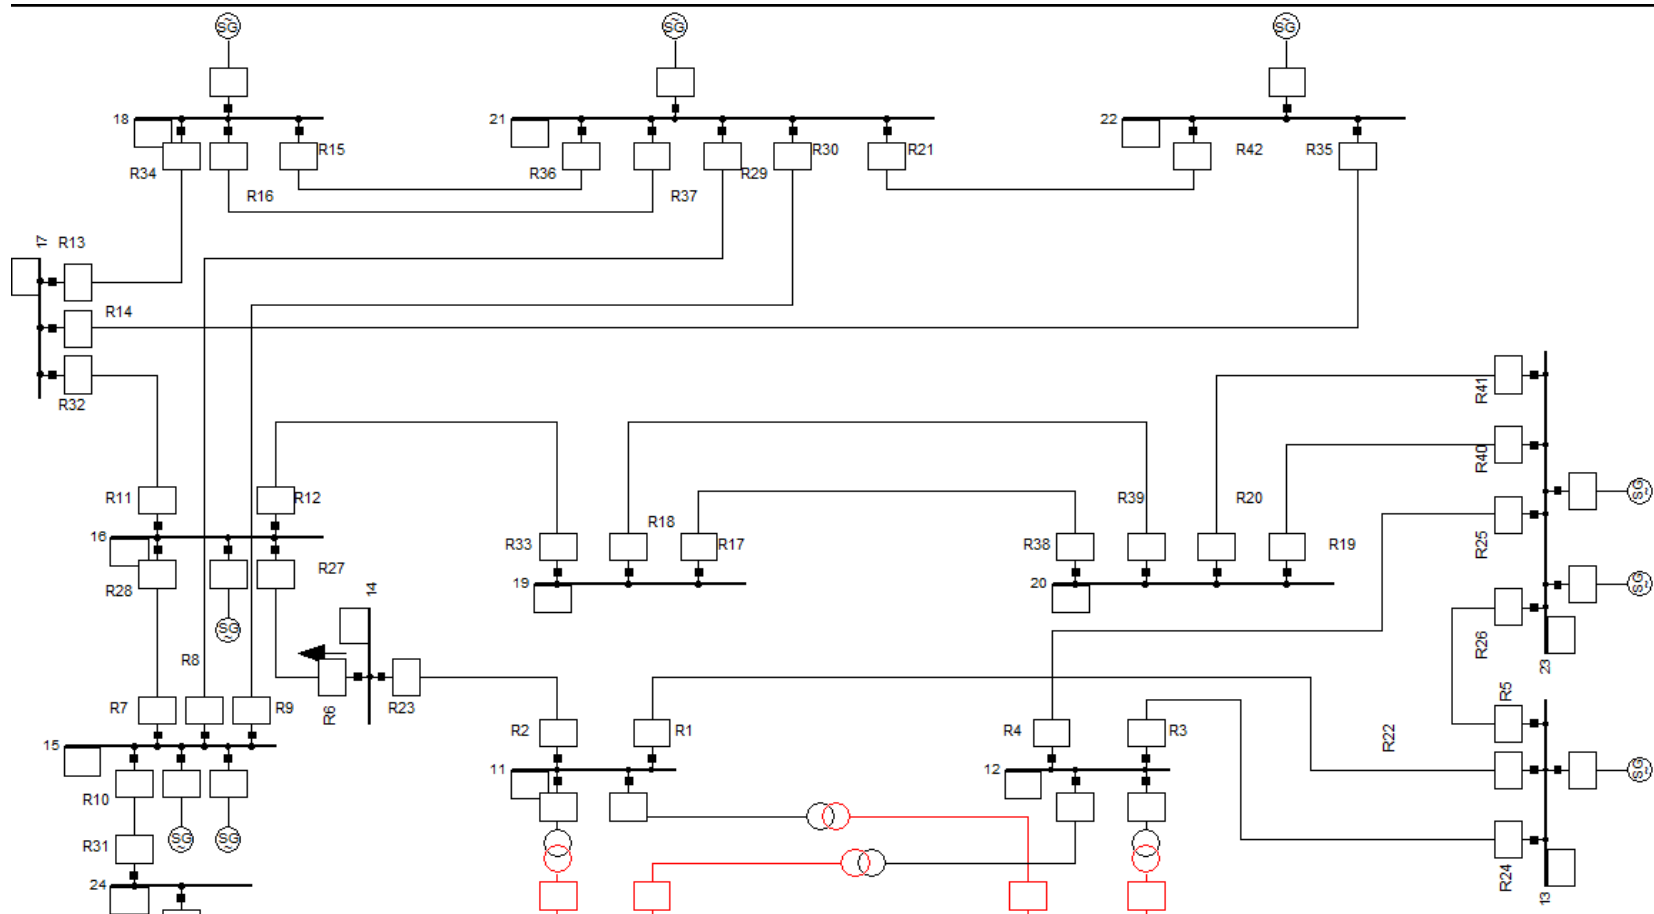 SG SG SG
18 21 22
R15 R30 R21 R42 R35
R34 R36 R29
R16 R37
17 R13
R14
R41
R32
R40
R11 R12 R39 R20 SG
R18
16 R33 R17 R38 R19 R25
R27
R28 14 19 20 SG
SG
R8 R26
23
R7 R9 R6 R23 R5
R2 R1 R4 R3 R22
15
11 12 SG
R10
SG SG
R31
R24
24 13